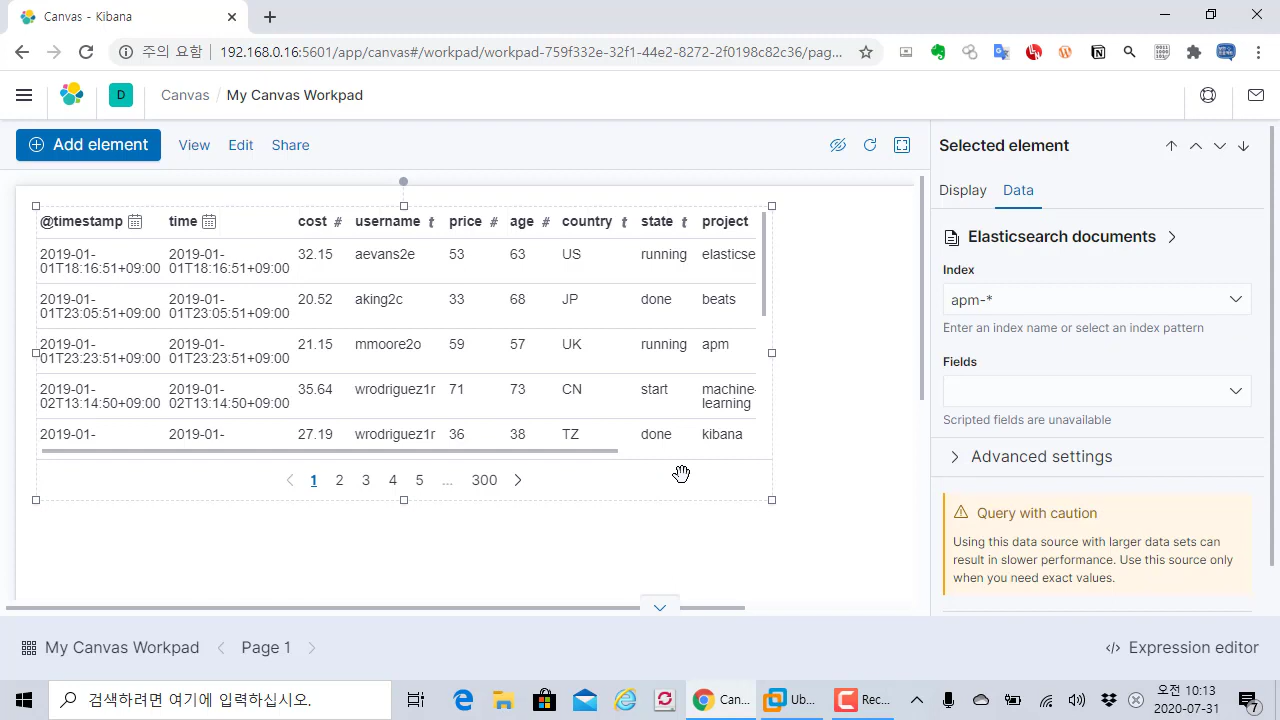 Canvas - Kibana
주의 요함 192.168.0.16:5601/app/canvas#/workpad/workpad-759f332e-32f1-44e2-8272-2f0198c82c36/pag...
D Canvas / My Canvas Workpad
Add element View Edit Share
Selected element
Display Data
@timestamp time cost # username t price # age # country t state t project
2019-01-01T18:16:51+09:00 2019-01-01T18:16:51+09:00 32.15 aevans2e 53 63 US running elasticse
2019-01-01T23:05:51+09:00 2019-01-01T23:05:51+09:00 20.52 aking2c 33 68 JP done beats
2019-01-01T23:23:51+09:00 2019-01-01T23:23:51+09:00 21.15 mmoore2o 59 57 UK running apm
2019-01-02T13:14:50+09:00 2019-01-02T13:14:50+09:00 35.64 wrodriguez1r 71 73 CN start machine-learning
2019-01- 2019-01- 27.19 wrodriguez1r 36 38 TZ done kibana
1 2 3 4 5 ... 300
Elasticsearch documents
Index
apm-*
Enter an index name or select an index pattern
Fields
Scripted fields are unavailable
Advanced settings
Query with caution
Using this data source with larger data sets can
result in slower performance. Use this source only
when you need exact values.
My Canvas Workpad Page 1 Expression editor
검색하려면 여기에 입력하십시오.
Can... Ub... Rec...
오전 10:13
2020-07-31
7